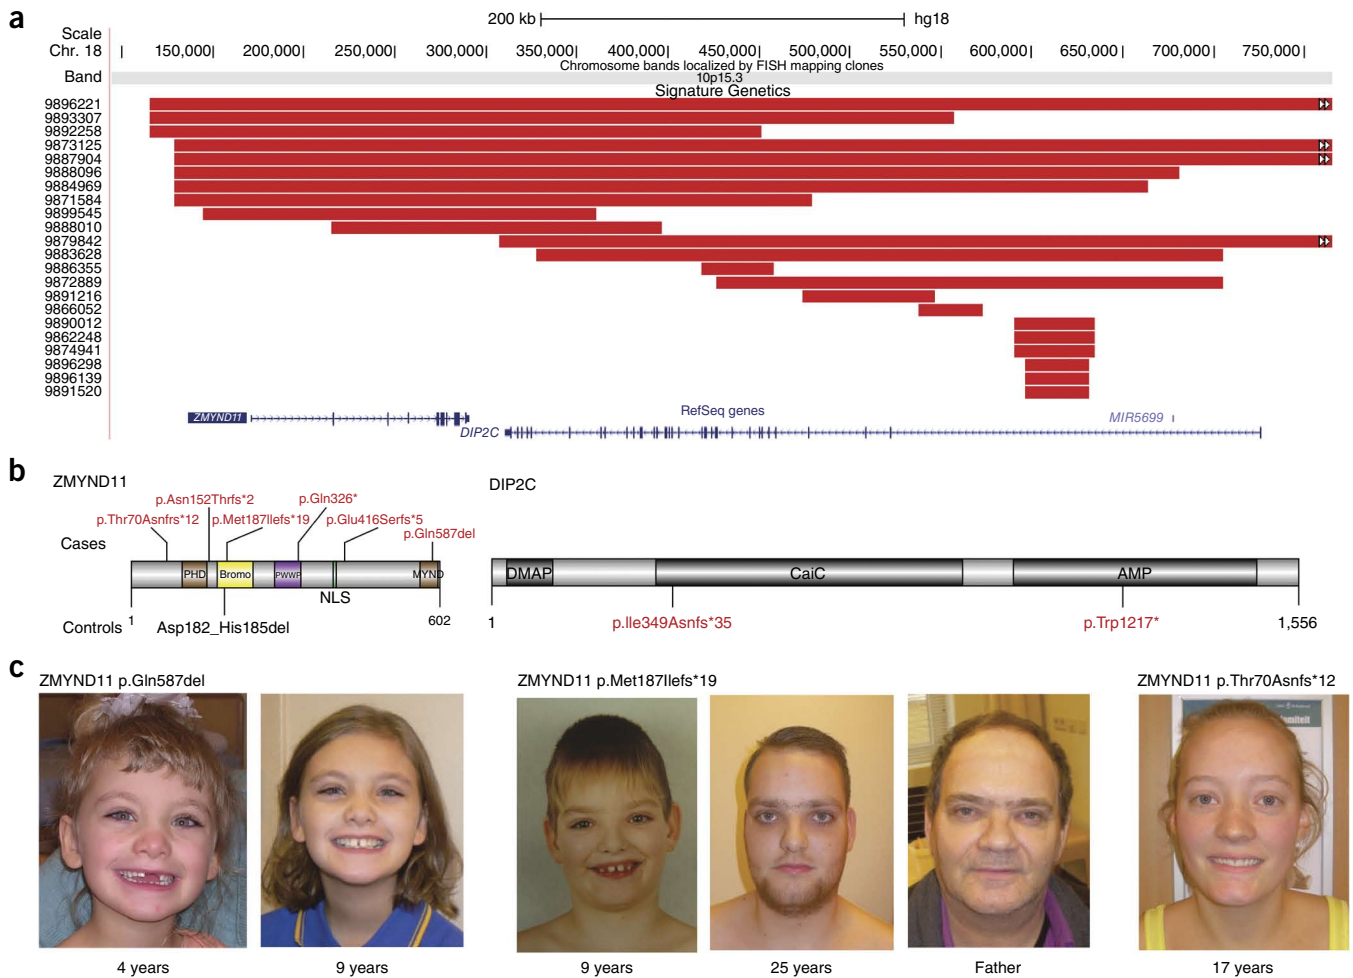 a
200 kb hg18
Scale
Chr. 18 150,000 200,000 250,000 300,000 350,000 400,000 450,000 500,000 550,000 600,000 650,000 700,000 750,000
Chromosome bands localized by FISH mapping clones
Band 10p15.3
Signature Genetics
9896221
9893307
9892258
9873125
9887904
9888096
9884969
9871584
9899545
9888010
9879842
9883628
9886355
9872889
9891216
9866052
9890012
9862248
9874941
9896298
9896139
9891520
RefSeq genes
ZMYND11 MIR5699
DIP2C
b
ZMYND11 DIP2C
p.Asn152Thrfs*2 p.Gln326*
p.Thr70Asnfrs*12 p.Met187Ilefs*19 p.Glu416Serfs*5
p.Gln587del
Cases
PHD Bromo PWWP MYND DMAP CaiC AMP
NLS
Controls 1 Asp182_His185del 602 1 p.Ile349Asnfs*35 p.Trp1217* 1,556
c
ZMYND11 p.Gln587del ZMYND11 p.Met187Ilefs*19 ZMYND11 p.Thr70Asnfs*12
4 years 9 years 9 years 25 years Father 17 years